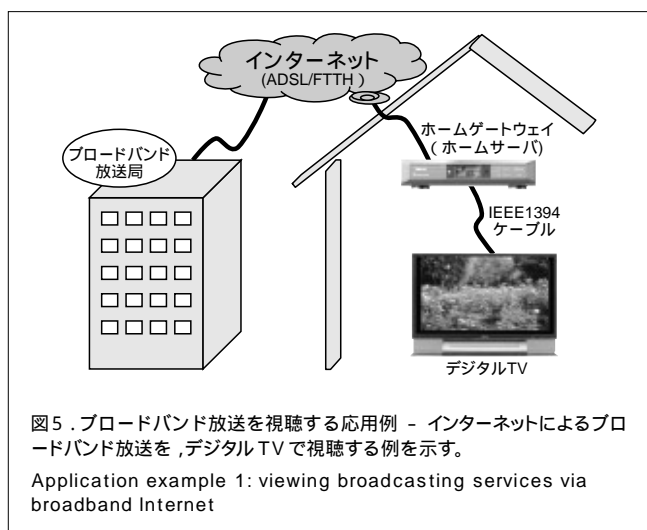 インターネット
(ADSL/FTTH )
ブロードバンド
放送局
ホームゲートウェイ
( ホームサーバ)
IEEE1394
ケーブル
デジタルTV
図5 . ブロードバンド放送を視聴する応用例 － インターネットによるブロ
ードバンド放送を ,デジタル TV で視聴する例を示す。
Application example 1: viewing broadcasting services via
broadband Internet